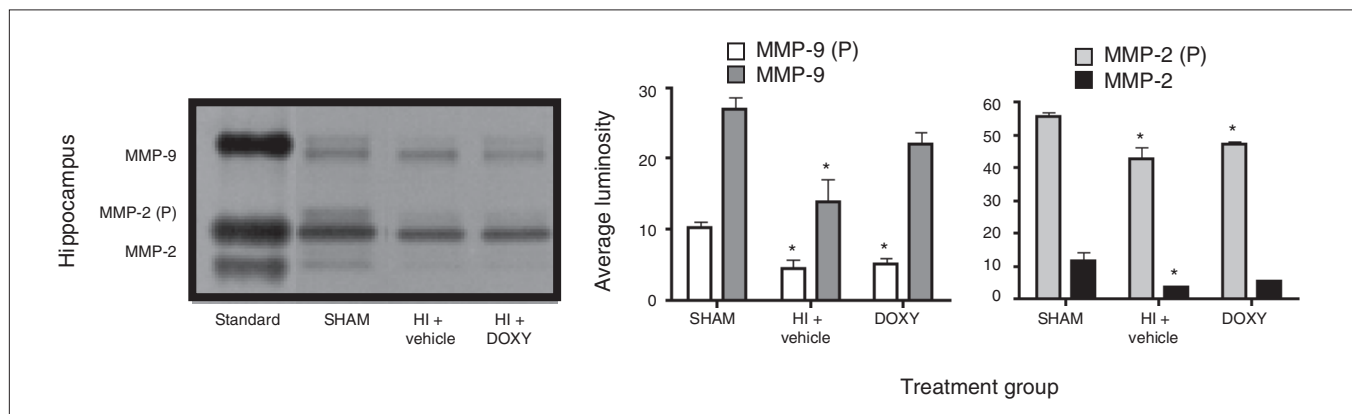 Hippocampus
MMP-9
MMP-2 (P)
MMP-2
Standard
SHAM
HI +
vehicle
HI +
DOXY
MMP-9 (P)
MMP-9
Average luminosity
30
20
10
0
*
*
*
SHAM
HI +
vehicle
DOXY
MMP-2 (P)
MMP-2
60
50
40
30
20
10
0
*
*
*
SHAM
HI +
vehicle
DOXY
Treatment group